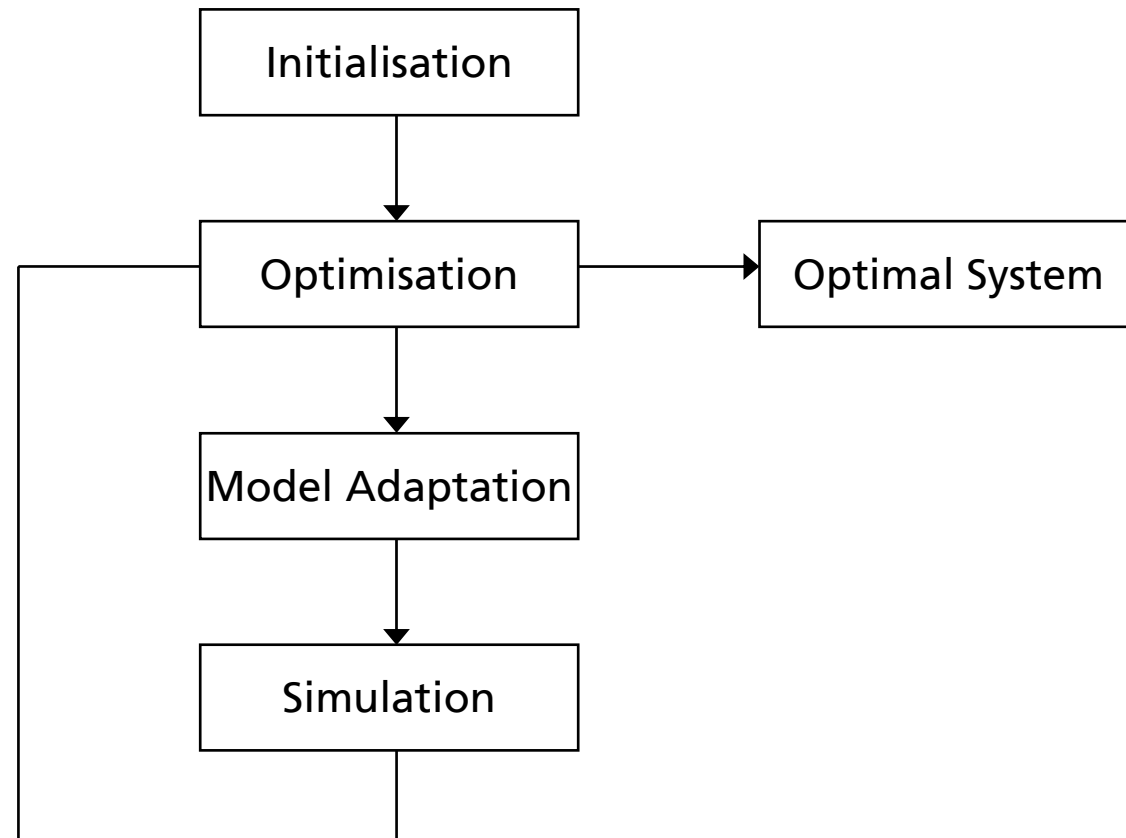 Initialisation
Optimisation
Optimal System
Model Adaptation
Simulation